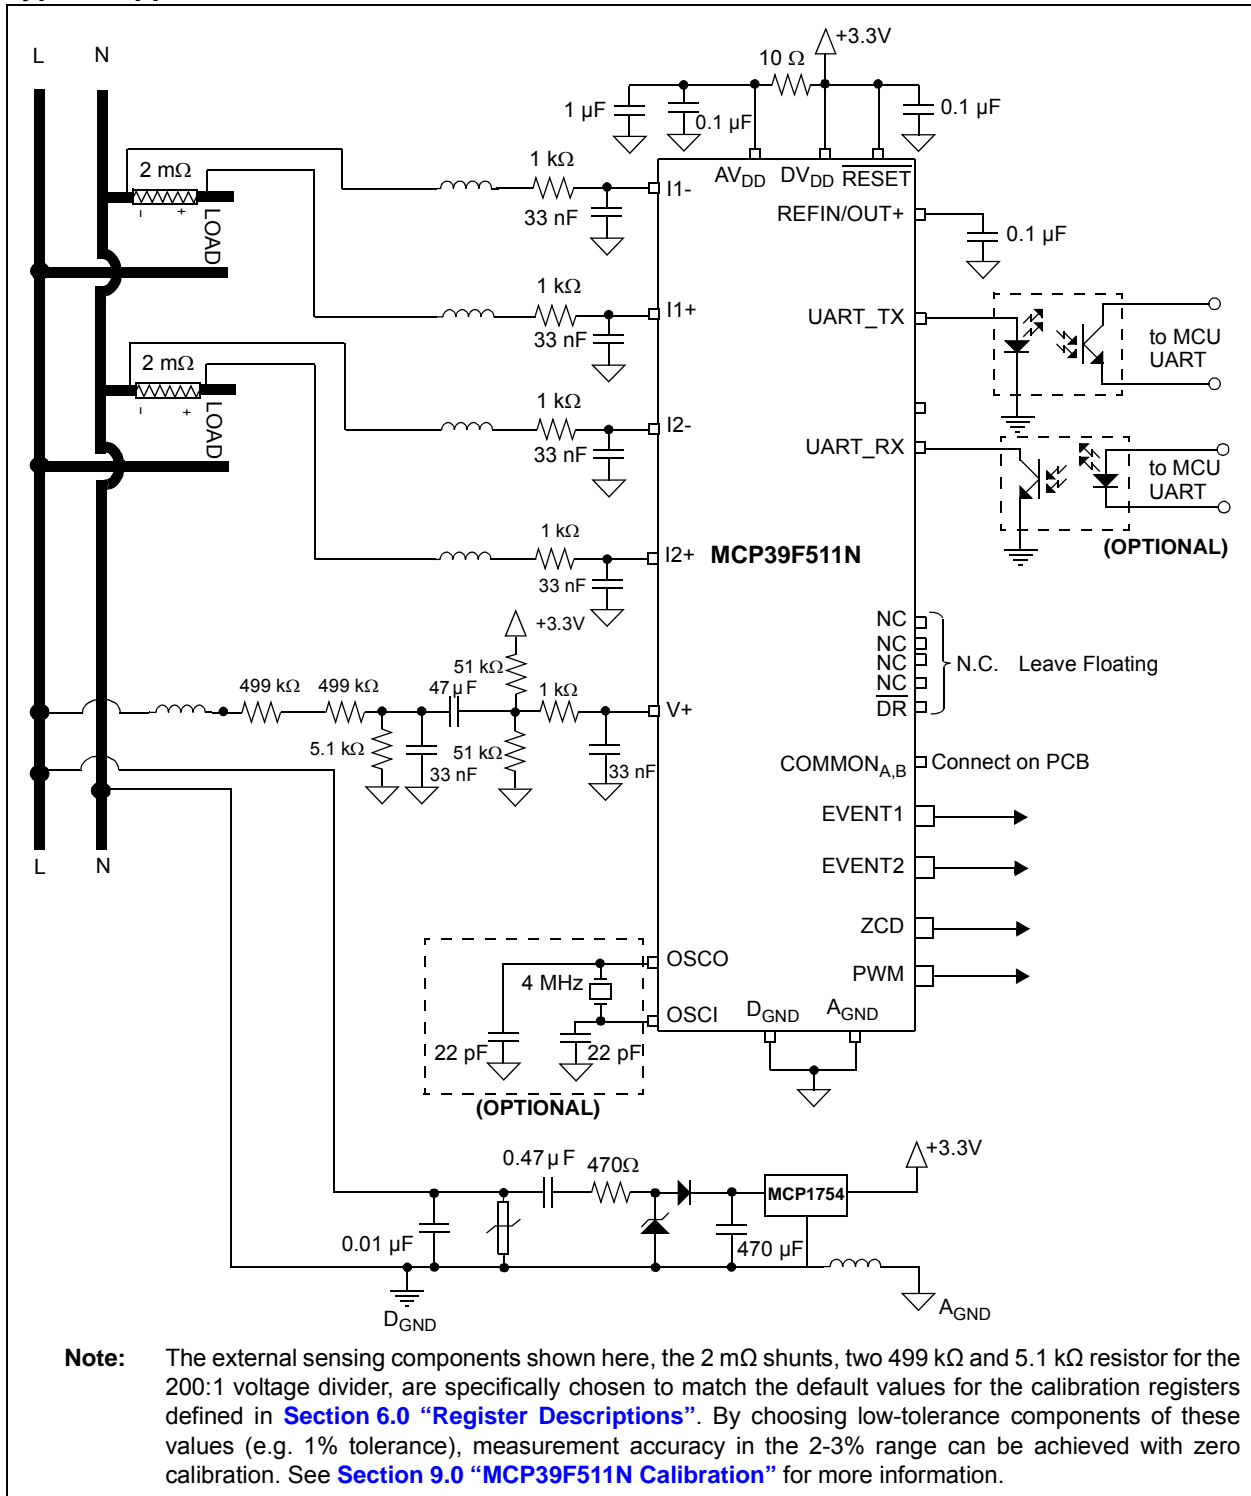 +3.3V
L
N
10 Ω
1 µF
0.1 µF
0.1 µF
2 mΩ
- +
LOAD
1 kΩ
33 nF
I1-
AVDD
DVDD
RESET
REFIN/OUT+
0.1 µF
1 kΩ
33 nF
I1+
UART_TX
to MCU
UART
2 mΩ
- +
LOAD
1 kΩ
33 nF
I2-
UART_RX
to MCU
UART
(OPTIONAL)
1 kΩ
33 nF
I2+
MCP39F511N
+3.3V
NC
NC
NC
NC
DR
N.C. Leave Floating
499 kΩ
499 kΩ
47µF
51 kΩ
1 kΩ
V+
5.1 kΩ
33 nF
51 kΩ
33 nF
COMMONA,B
Connect on PCB
EVENT1
EVENT2
L
N
ZCD
PWM
OSCO
4 MHz
OSCI
22 pF
22 pF
(OPTIONAL)
DGND
AGND
+3.3V
0.47µF
470Ω
MCP1754
0.01 µF
470 µF
DGND
AGND
Note: The external sensing components shown here, the 2 mΩ shunts, two 499 kΩ and 5.1 kΩ resistor for the
200:1 voltage divider, are specifically chosen to match the default values for the calibration registers
defined in Section 6.0 “Register Descriptions”. By choosing low-tolerance components of these
values (e.g. 1% tolerance), measurement accuracy in the 2-3% range can be achieved with zero
calibration. See Section 9.0 “MCP39F511N Calibration” for more information.